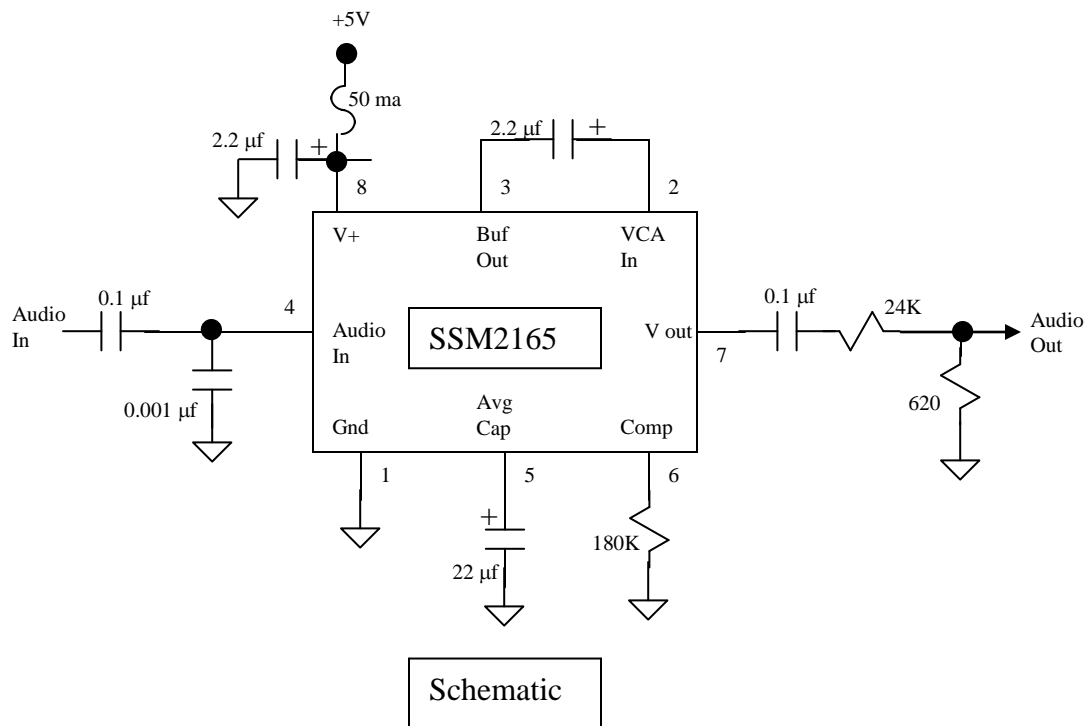 +5V
50 ma
2.2 μf
+
2.2 μf
+
8
3
2
V+
Buf
Out
VCA
In
0.1 μf
4
Audio
In
Audio
In
SSM2165
V out
7
0.1 μf
24K
Audio
Out
0.001 μf
620
Gnd
Avg
Cap
Comp
1
5
6
+
22 μf
180K
Schematic